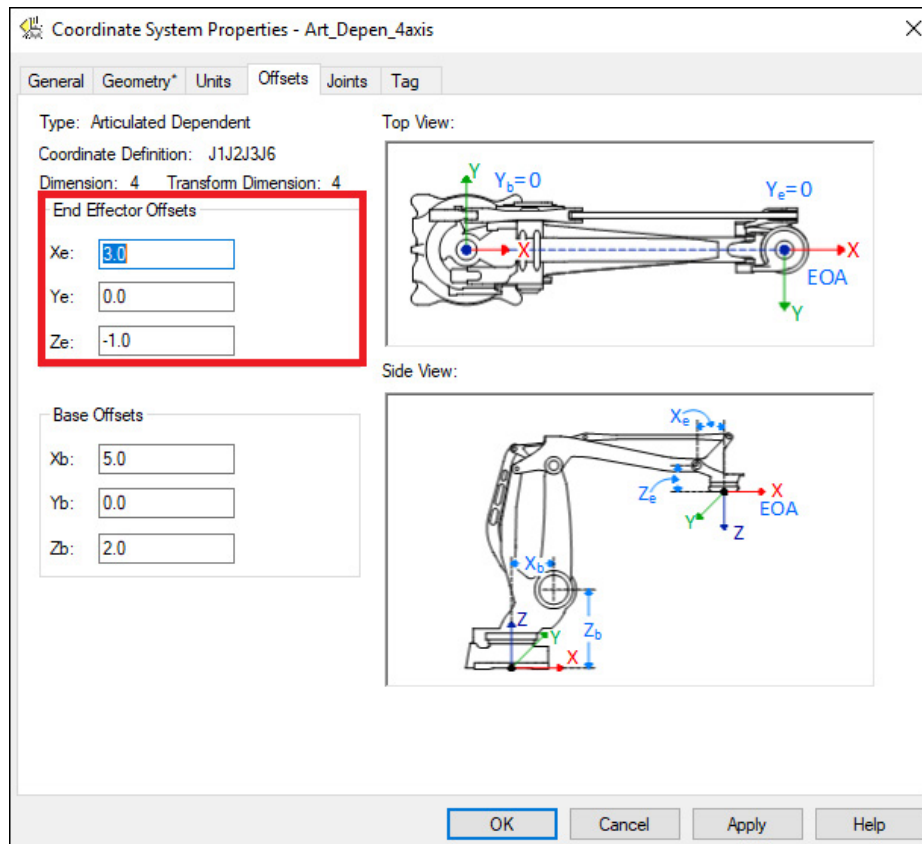 Coordinate System Properties - Art_Depen_4axis
General Geometry* Units Offsets Joints Tag
Type: Articulated Dependent
Coordinate Definition: J1J2J3J6
Dimension: 4 Transform Dimension: 4
End Effector Offsets
Xe: 3.0
Ye: 0.0
Ze: -1.0
Base Offsets
Xb: 5.0
Yb: 0.0
Zb: 2.0
Top View:
Y Yb= 0 Ye= 0
X X
EOA
Y
Side View:
Xe
Ze X
Y EOA
Z
Xb
Z Zb
Y
X
OK Cancel Apply Help